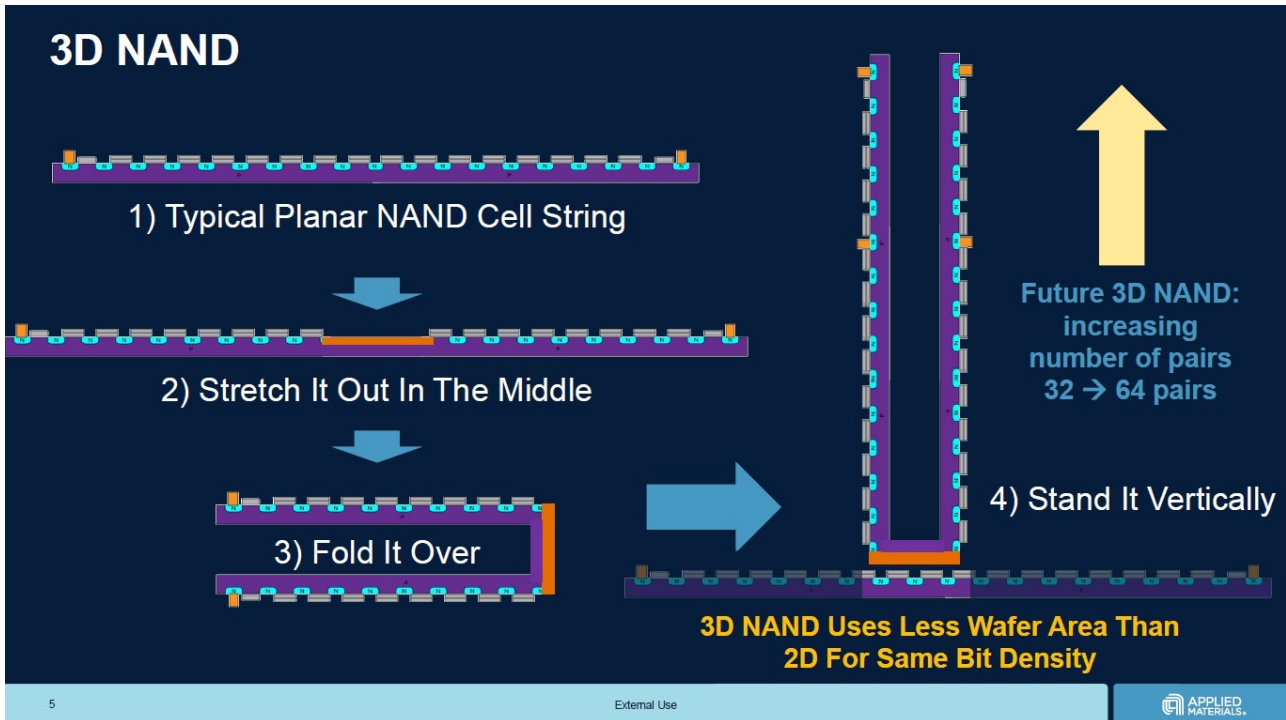 3D NAND
1) Typical Planar NAND Cell String
2) Stretch It Out In The Middle
3) Fold It Over
4) Stand It Vertically
Future 3D NAND:
increasing
number of pairs
32 → 64 pairs
3D NAND Uses Less Wafer Area Than
2D For Same Bit Density
5
External Use
APPLIED
MATERIALS®